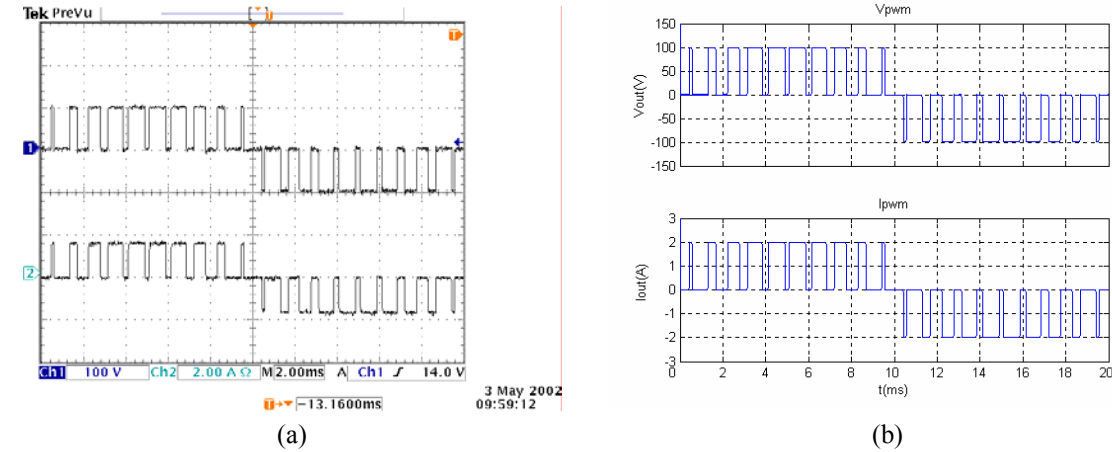 Tek PreVu
T
1
2
Ch1 100 V Ch2 2.00 A Ω M 2.00ms A Ch1 ʃ 14.0 V
T→▼ −13.1600ms
3 May 2002
09:59:12
(a)
Vpwm
150
100
50
0
-50
-100
-150
Vout(V)
Ipwm
3
2
1
0
-1
-2
-3
Iout(A)
0 2 4 6 8 10 12 14 16 18 20
t(ms)
(b)